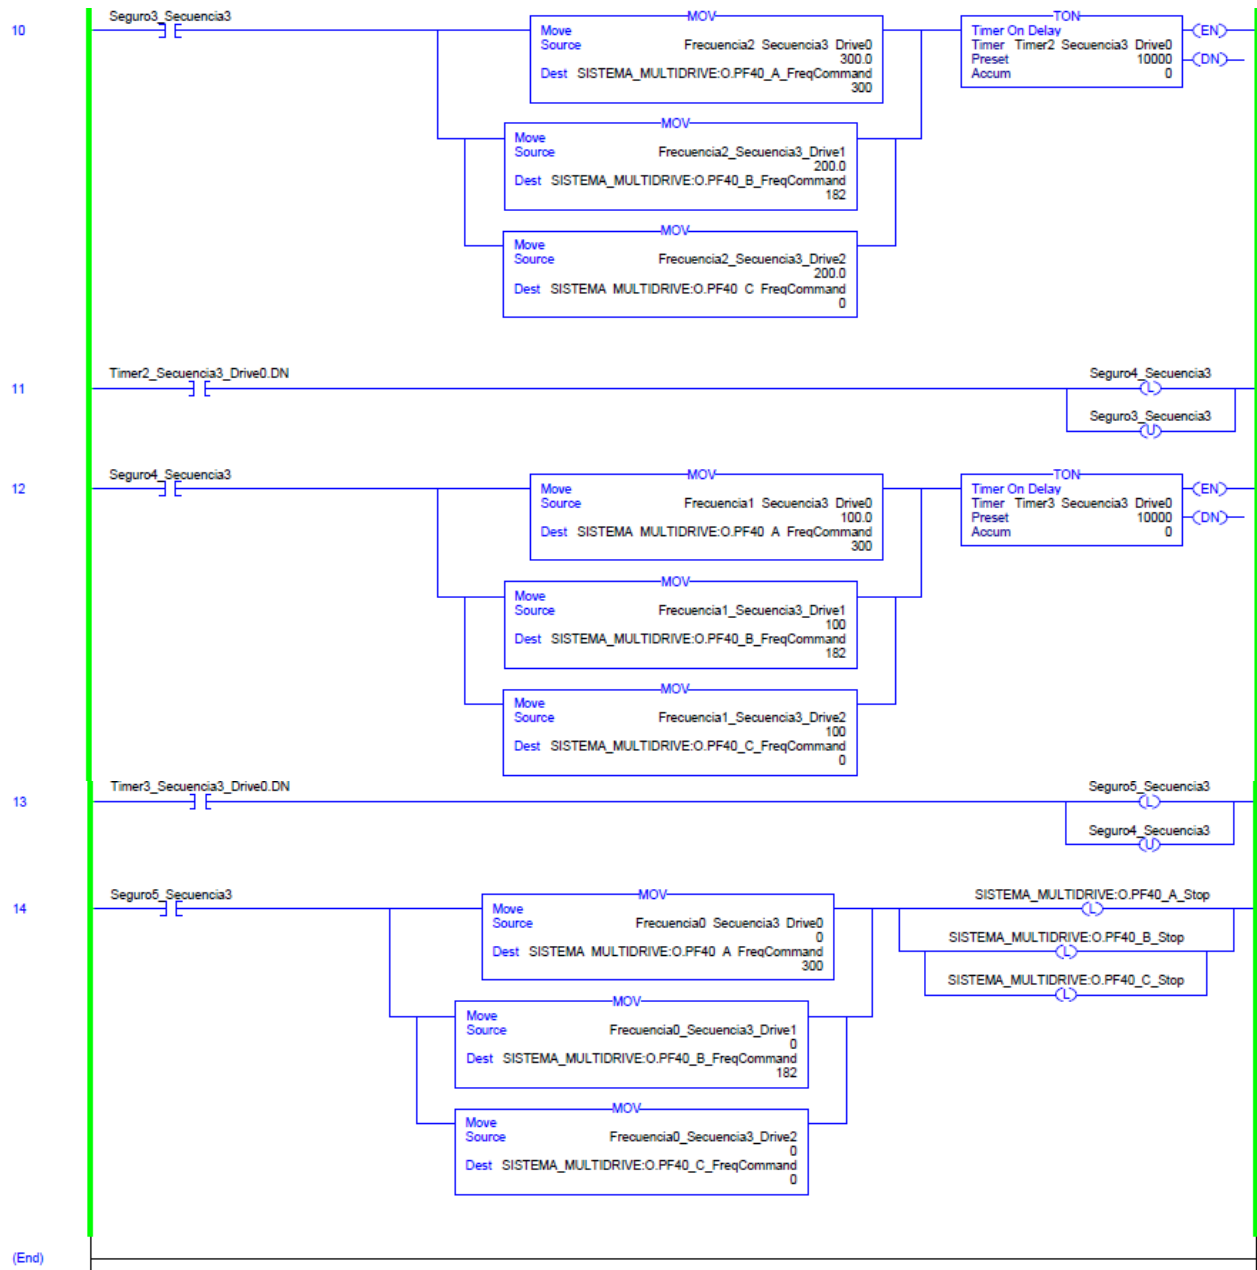 10
Seguro3_Secuencia3
MOV
Move
Source Frecuencia2_Secuencia3_Drive0
300.0
Dest SISTEMA_MULTIDRIVE:O.PF40_A_FreqCommand
300
TON
Timer On Delay
Timer Timer2_Secuencia3_Drive0
Preset 10000
Accum 0
EN
DN
MOV
Move
Source Frecuencia2_Secuencia3_Drive1
200.0
Dest SISTEMA_MULTIDRIVE:O.PF40_B_FreqCommand
182
MOV
Move
Source Frecuencia2_Secuencia3_Drive2
200.0
Dest SISTEMA_MULTIDRIVE:O.PF40_C_FreqCommand
0
11
Timer2_Secuencia3_Drive0.DN
Seguro4_Secuencia3
L
Seguro3_Secuencia3
U
12
Seguro4_Secuencia3
MOV
Move
Source Frecuencia1_Secuencia3_Drive0
100.0
Dest SISTEMA_MULTIDRIVE:O.PF40_A_FreqCommand
300
TON
Timer On Delay
Timer Timer3_Secuencia3_Drive0
Preset 10000
Accum 0
EN
DN
MOV
Move
Source Frecuencia1_Secuencia3_Drive1
100
Dest SISTEMA_MULTIDRIVE:O.PF40_B_FreqCommand
182
MOV
Move
Source Frecuencia1_Secuencia3_Drive2
100
Dest SISTEMA_MULTIDRIVE:O.PF40_C_FreqCommand
0
13
Timer3_Secuencia3_Drive0.DN
Seguro5_Secuencia3
L
Seguro4_Secuencia3
U
14
Seguro5_Secuencia3
MOV
Move
Source Frecuencia0_Secuencia3_Drive0
0
Dest SISTEMA_MULTIDRIVE:O.PF40_A_FreqCommand
300
SISTEMA_MULTIDRIVE:O.PF40_A_Stop
L
SISTEMA_MULTIDRIVE:O.PF40_B_Stop
L
SISTEMA_MULTIDRIVE:O.PF40_C_Stop
L
MOV
Move
Source Frecuencia0_Secuencia3_Drive1
0
Dest SISTEMA_MULTIDRIVE:O.PF40_B_FreqCommand
182
MOV
Move
Source Frecuencia0_Secuencia3_Drive2
0
Dest SISTEMA_MULTIDRIVE:O.PF40_C_FreqCommand
0
(End)